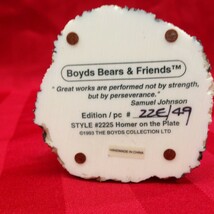 Boyds Bears & Friends™
" Great works are performed not by strength,
but by perseverance."
Samuel Johnson
Edition / pc # 22E/49
STYLE #2225 Homer on the Plate
©1993 THE BOYDS COLLECTION LTD